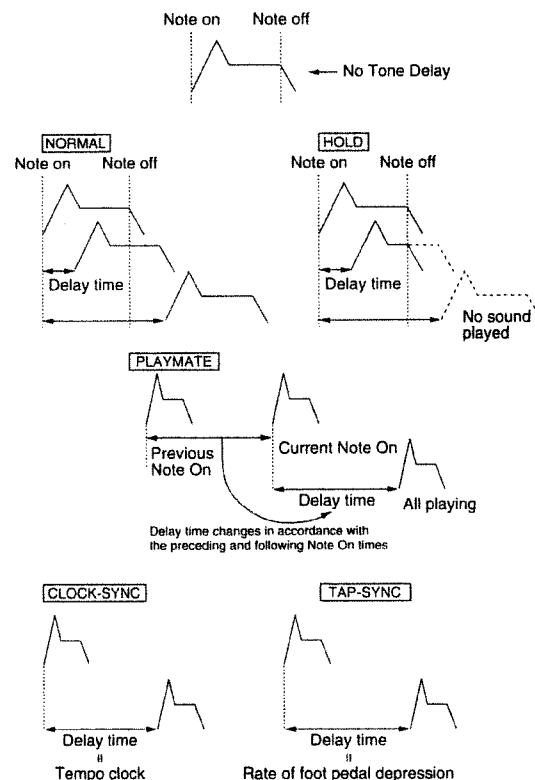 Note on Note off
No Tone Delay
NORMAL
Note on Note off
Delay time
HOLD
Note on Note off
Delay time
No sound
played
PLAYMATE
Previous
Note On
Current Note On
Delay time
All playing
Delay time changes in accordance with
the preceding and following Note On times
CLOCK-SYNC
Delay time
=
Tempo clock
TAP-SYNC
Delay time
=
Rate of foot pedal depression